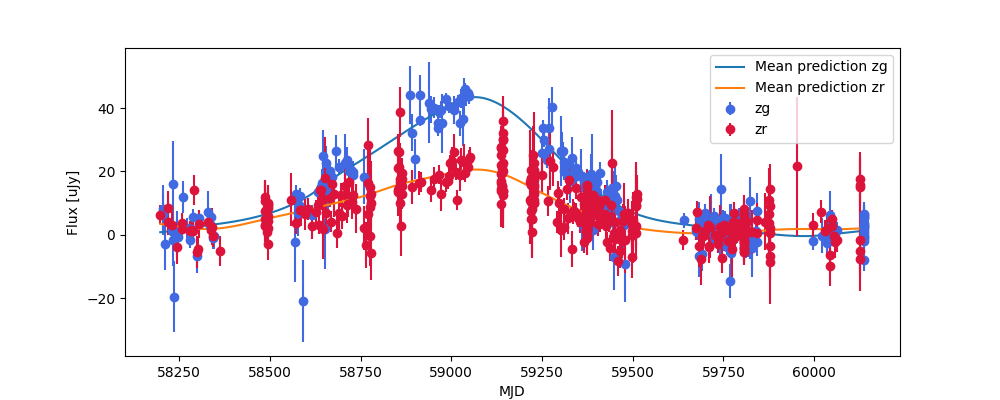 Mean prediction zg
Mean prediction zr
zg
zr
Flux [uJy]
40
20
0
−20
58250 58500 58750 59000 59250 59500 59750 60000
MJD